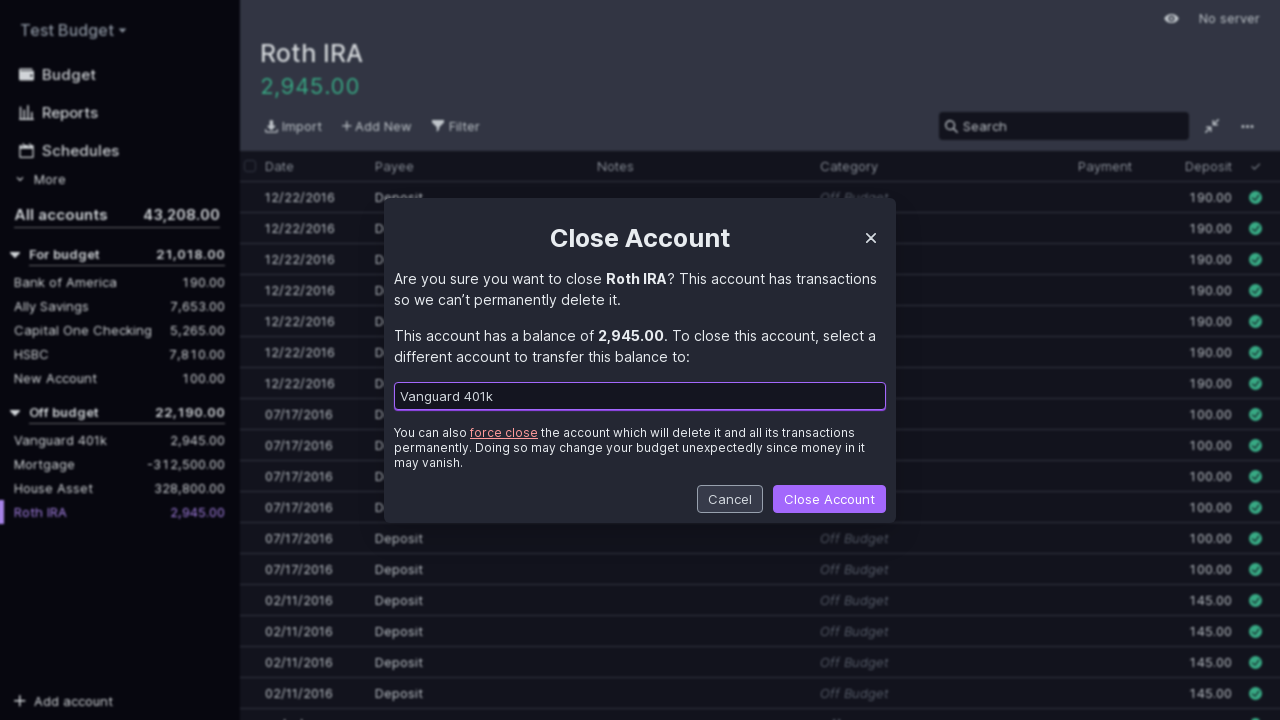 Test Budget
Budget
Reports
Schedules
More
All accounts 43,208.00
For budget 21,018.00
Bank of America 190.00
Ally Savings 7,653.00
Capital One Checking 5,265.00
HSBC 7,810.00
New Account 100.00
Off budget 22,190.00
Vanguard 401k 2,945.00
Mortgage -312,500.00
House Asset 328,800.00
Roth IRA 2,945.00
Add account
No server
Roth IRA
2,945.00
Import Add New Filter Search
Date Payee Notes Category Payment Deposit
12/22/2016 Deposit Off Budget 190.00
12/22/2016 190.00
12/22/2016 190.00
12/22/2016 190.00
12/22/2016 190.00
12/22/2016 190.00
12/22/2016 190.00
07/17/2016 100.00
07/17/2016 100.00
07/17/2016 100.00
07/17/2016 100.00
07/17/2016 Deposit Off Budget 100.00
07/17/2016 Deposit Off Budget 100.00
02/11/2016 Deposit Off Budget 145.00
02/11/2016 Deposit Off Budget 145.00
02/11/2016 Deposit Off Budget 145.00
02/11/2016 Deposit Off Budget 145.00
Close Account
Are you sure you want to close Roth IRA? This account has transactions
so we can’t permanently delete it.
This account has a balance of 2,945.00. To close this account, select a
different account to transfer this balance to:
Vanguard 401k
You can also force close the account which will delete it and all its transactions
permanently. Doing so may change your budget unexpectedly since money in it
may vanish.
Cancel Close Account